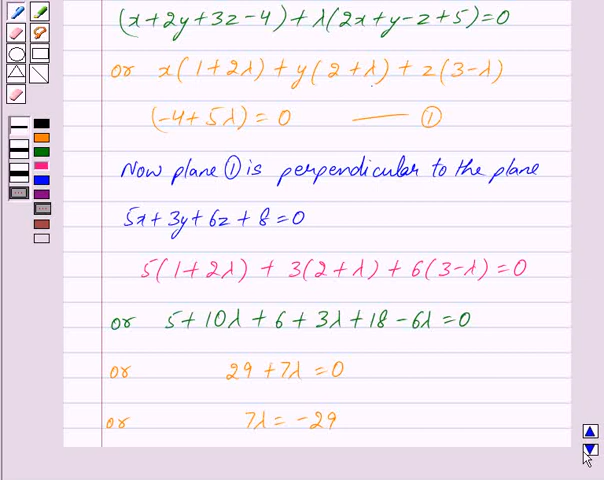 (x+2y+3z-4)+λ(2x+y-z+5)=0
or x(1+2λ)+y(2+λ)+z(3-λ)
(-4+5λ)=0 —— ①
Now plane ① is perpendicular to the plane
5x+3y+6z+8=0
5(1+2λ)+3(2+λ)+6(3-λ)=0
or 5+10λ+6+3λ+18-6λ=0
or 29+7λ=0
or 7λ=-29